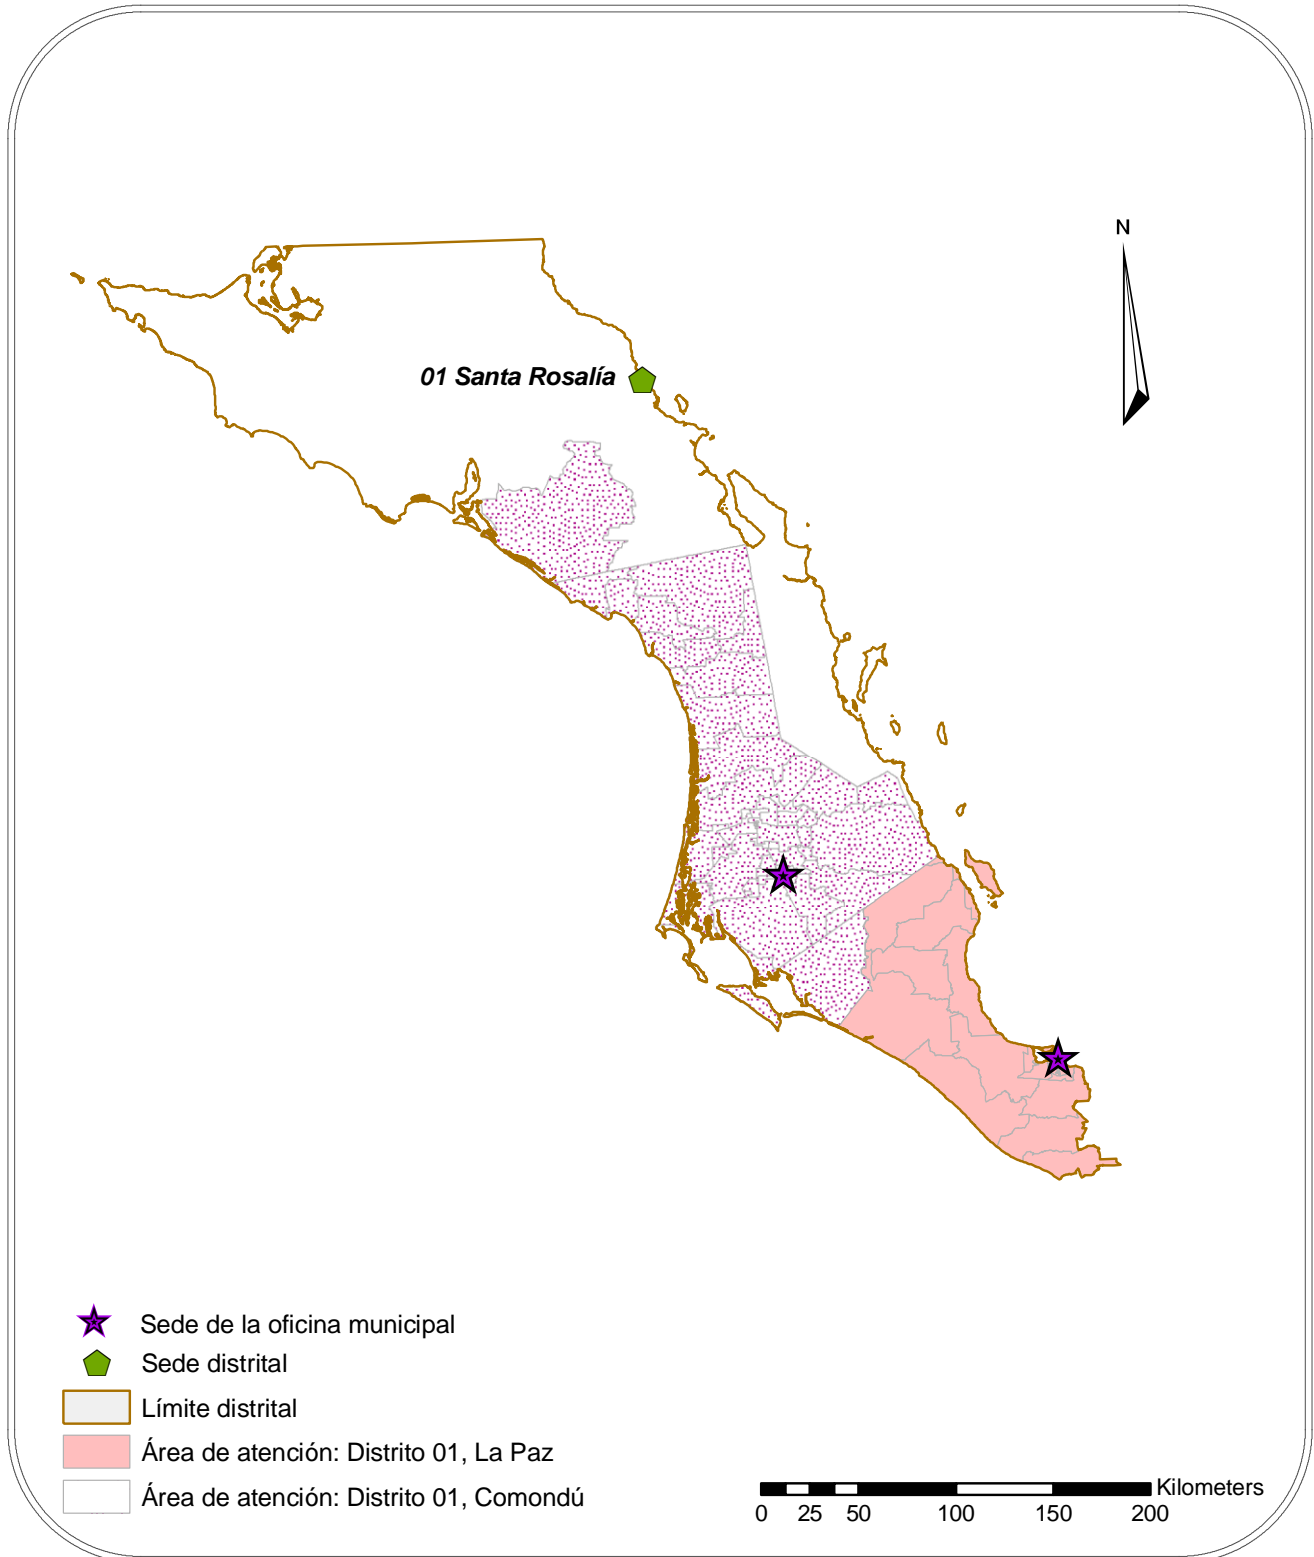 N
01 Santa Rosalía
Sede de la oficina municipal
Sede distrital
Límite distrital
Área de atención: Distrito 01, La Paz
Área de atención: Distrito 01, Comondú
Kilometers
0 25 50 100 150 200